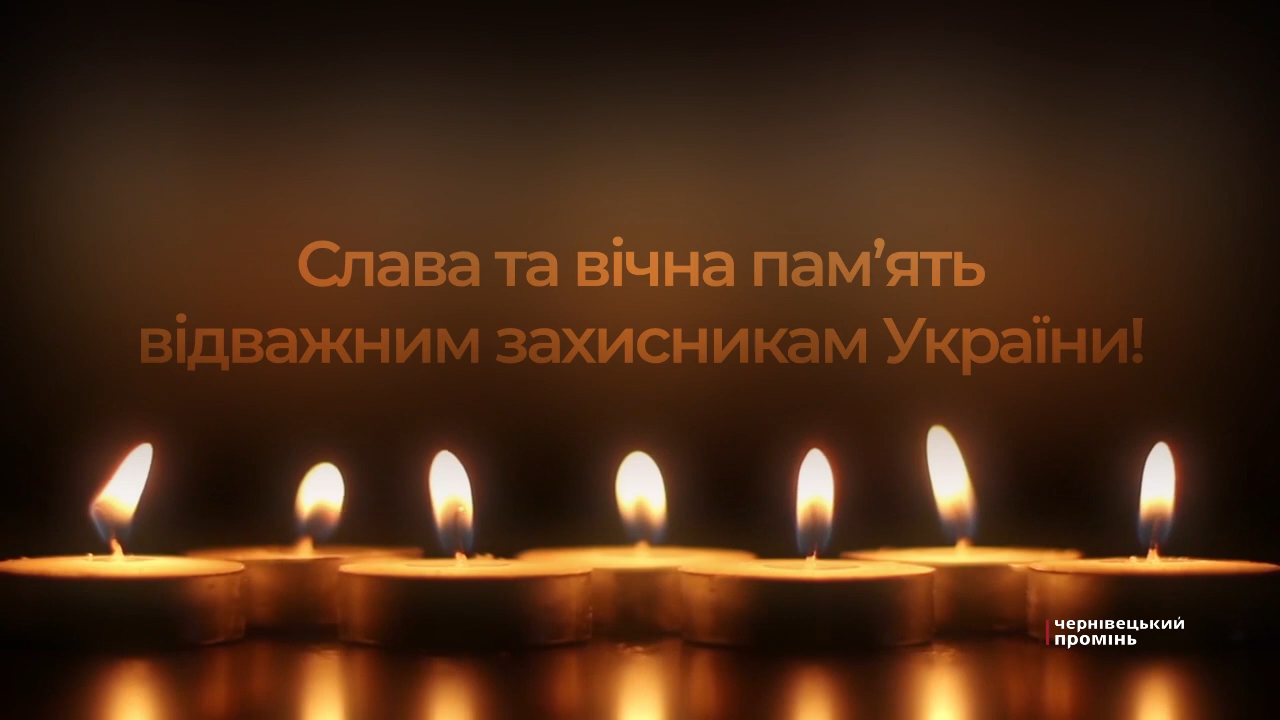 Слава та вічна пам’ять
відважним захисникам України!
чернівецький
промінь